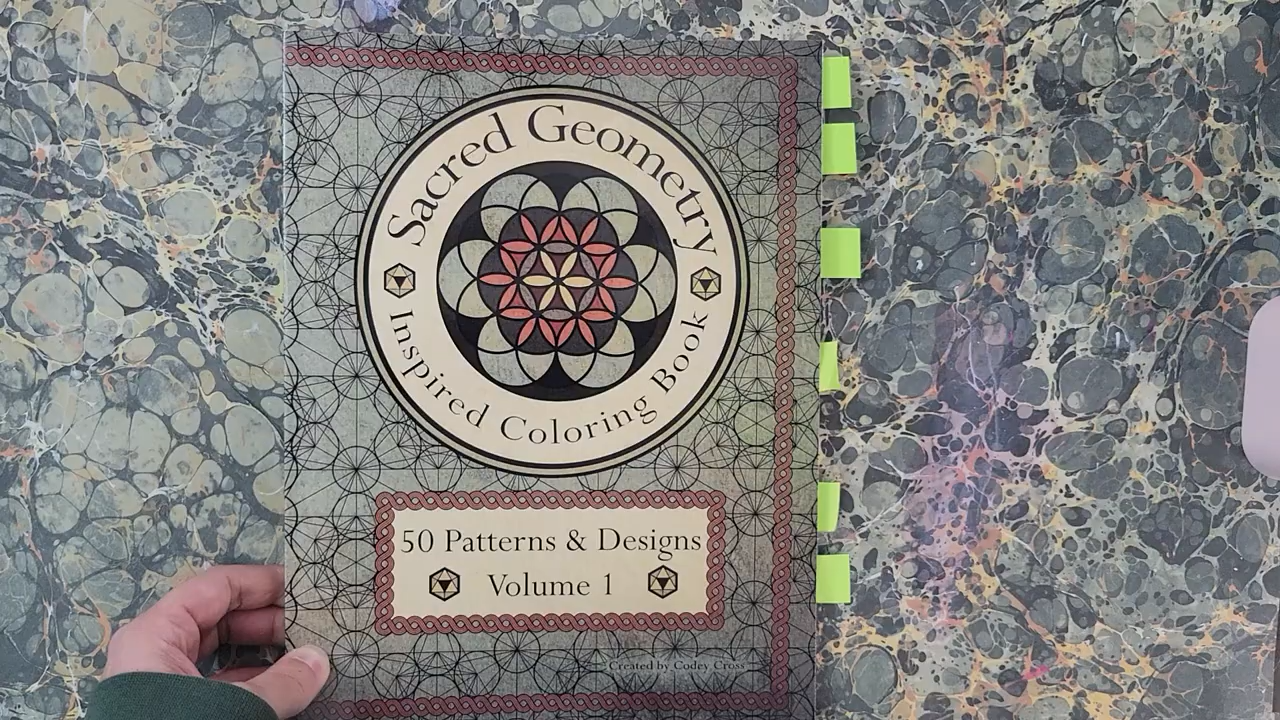 Sacred Geometry
Inspired Coloring Book
50 Patterns & Designs
Volume 1
Created by Codey Cross